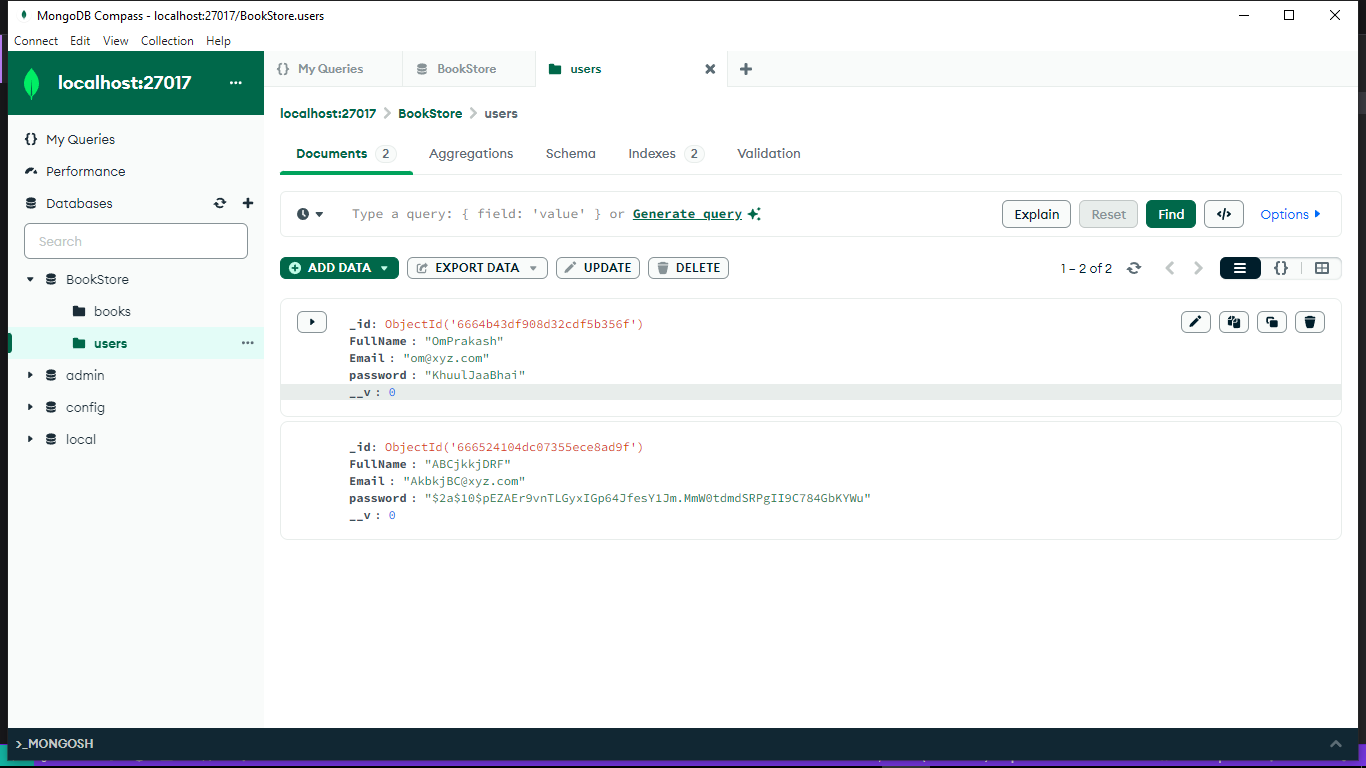 MongoDB Compass - localhost:27017/BookStore.users
Connect Edit View Collection Help
localhost:27017 ...
My Queries
Performance
Databases
Search
BookStore
books
users ...
admin
config
local
{} My Queries
BookStore
users
localhost:27017 > BookStore > users
Documents 2 Aggregations Schema Indexes 2 Validation
Type a query: { field: 'value' } or Generate query
Explain Reset Find </> Options
ADD DATA EXPORT DATA UPDATE DELETE
1 – 2 of 2 {}
_id: ObjectId('6664b43df908d32cdf5b356f')
FullName : "OmPrakash"
Email : "om@xyz.com"
password : "KhuulJaaBhai"
__v : 0
_id: ObjectId('666524104dc07355ece8ad9f')
FullName : "ABCjkkjDRF"
Email : "AkbkjBC@xyz.com"
password : "$2a$10$pEZAEr9vnTLGyxIGp64JfesY1Jm.MmW0tdmdSRPgII9C784GbKYWu"
__v : 0
>_MONGOSH